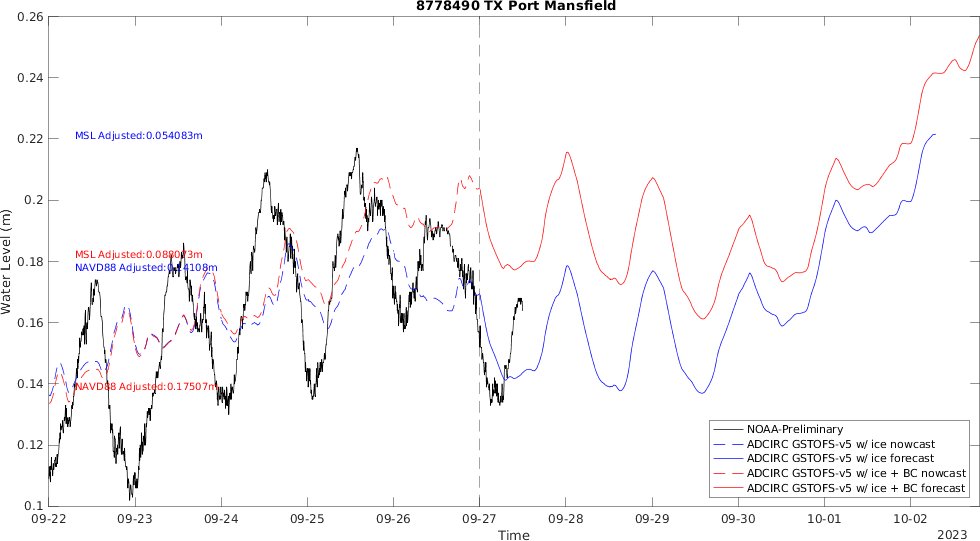 8778490 TX Port Mansfield
0.26
0.24
0.22
0.2
0.18
0.16
0.14
0.12
0.1
Water Level (m)
MSL Adjusted:0.054083m
MSL Adjusted:0.088073m
NAVD88 Adjusted:0.14108m
NAVD88 Adjusted:0.17507m
NOAA-Preliminary
ADCIRC GSTOFS-v5 w/ ice nowcast
ADCIRC GSTOFS-v5 w/ ice forecast
ADCIRC GSTOFS-v5 w/ ice + BC nowcast
ADCIRC GSTOFS-v5 w/ ice + BC forecast
09-22 09-23 09-24 09-25 09-26 09-27 09-28 09-29 09-30 10-01 10-02
Time
2023